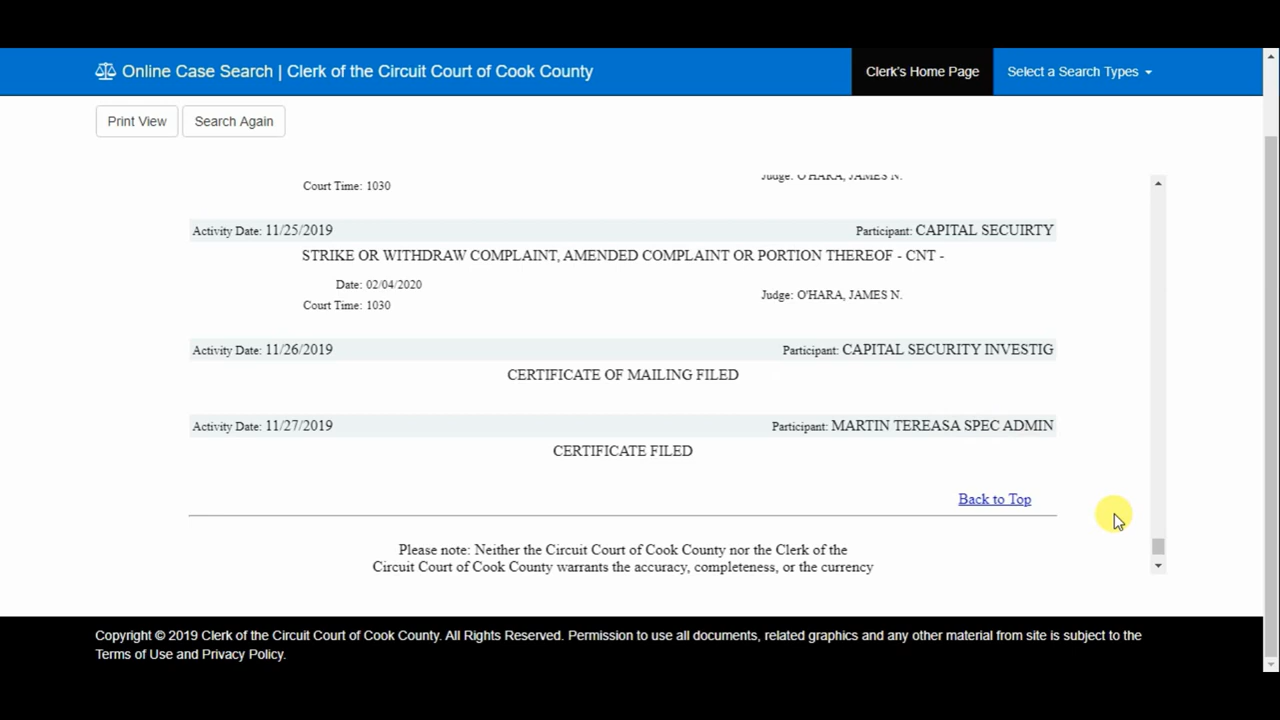 Online Case Search | Clerk of the Circuit Court of Cook County
Clerk's Home Page
Select a Search Types
Print View
Search Again
Court Time: 1030
Judge: O'HARA, JAMES N.
Activity Date: 11/25/2019
Participant: CAPITAL SECUIRTY
STRIKE OR WITHDRAW COMPLAINT, AMENDED COMPLAINT OR PORTION THEREOF - CNT -
Date: 02/04/2020
Court Time: 1030
Judge: O'HARA, JAMES N.
Activity Date: 11/26/2019
Participant: CAPITAL SECURITY INVESTIG
CERTIFICATE OF MAILING FILED
Activity Date: 11/27/2019
Participant: MARTIN TEREASA SPEC ADMIN
CERTIFICATE FILED
Back to Top
Please note: Neither the Circuit Court of Cook County nor the Clerk of the
Circuit Court of Cook County warrants the accuracy, completeness, or the currency
Copyright © 2019 Clerk of the Circuit Court of Cook County. All Rights Reserved. Permission to use all documents, related graphics and any other material from site is subject to the
Terms of Use and Privacy Policy.